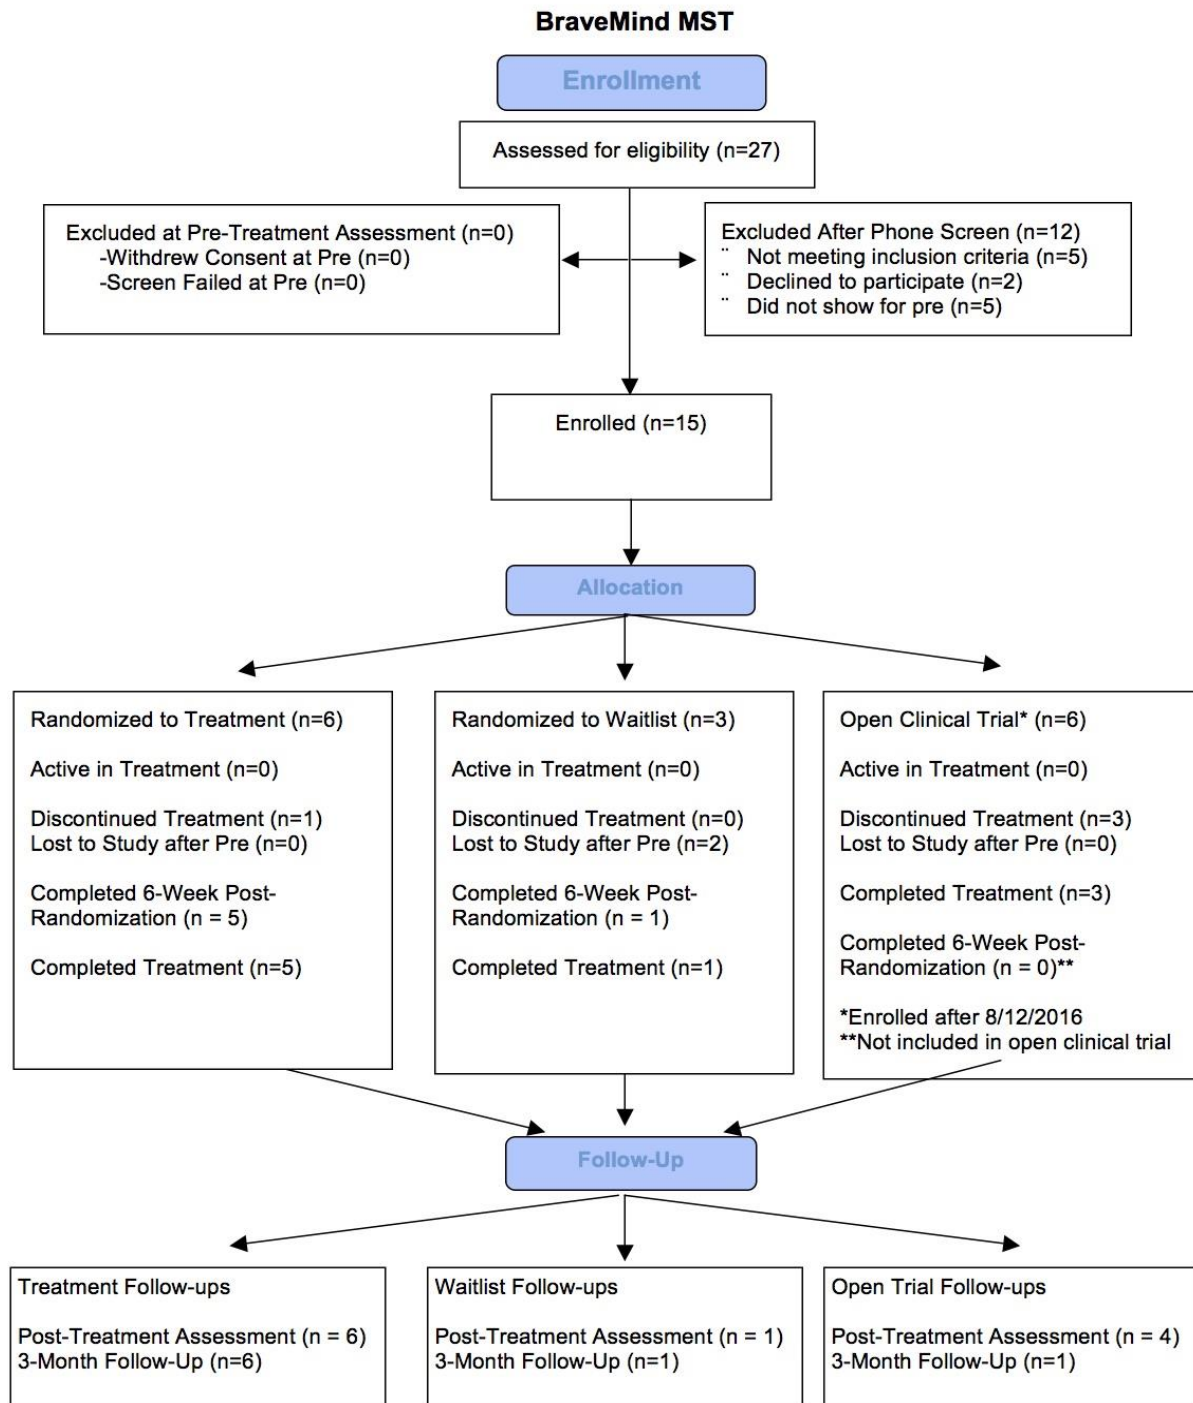 BraveMind MST
Enrollment
Assessed for eligibility (n=27)
Excluded at Pre-Treatment Assessment (n=0)
-Withdrew Consent at Pre (n=0)
-Screen Failed at Pre (n=0)
Excluded After Phone Screen (n=12)
¨ Not meeting inclusion criteria (n=5)
¨ Declined to participate (n=2)
¨ Did not show for pre (n=5)
Enrolled (n=15)
Allocation
Randomized to Treatment (n=6)
Active in Treatment (n=0)
Discontinued Treatment (n=1)
Lost to Study after Pre (n=0)
Completed 6-Week Post-
Randomization (n = 5)
Completed Treatment (n=5)
Randomized to Waitlist (n=3)
Active in Treatment (n=0)
Discontinued Treatment (n=0)
Lost to Study after Pre (n=2)
Completed 6-Week Post-
Randomization (n = 1)
Completed Treatment (n=1)
Open Clinical Trial* (n=6)
Active in Treatment (n=0)
Discontinued Treatment (n=3)
Lost to Study after Pre (n=0)
Completed Treatment (n=3)
Completed 6-Week Post-
Randomization (n = 0)**
*Enrolled after 8/12/2016
**Not included in open clinical trial
Follow-Up
Treatment Follow-ups
Post-Treatment Assessment (n = 6)
3-Month Follow-Up (n=6)
Waitlist Follow-ups
Post-Treatment Assessment (n = 1)
3-Month Follow-Up (n=1)
Open Trial Follow-ups
Post-Treatment Assessment (n = 4)
3-Month Follow-Up (n=1)